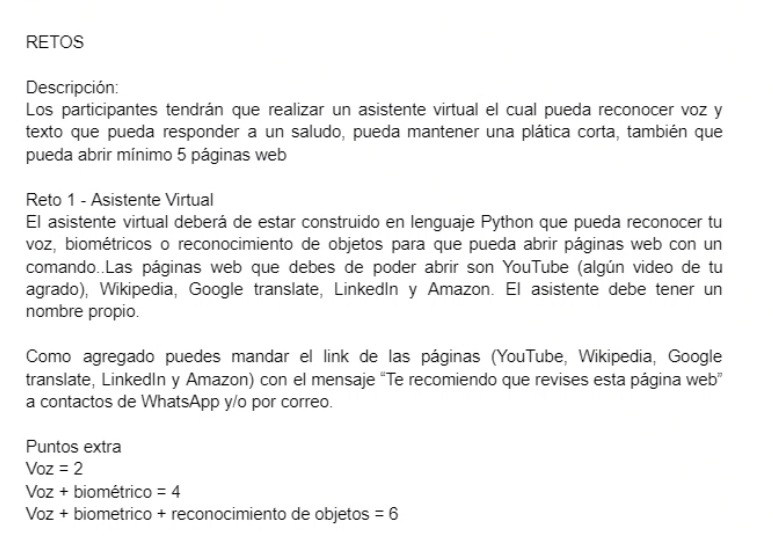 RETOS
Descripción:
Los participantes tendrán que realizar un asistente virtual el cual pueda reconocer voz y
texto que pueda responder a un saludo, pueda mantener una plática corta, también que
pueda abrir mínimo 5 páginas web
Reto 1 - Asistente Virtual
El asistente virtual deberá de estar construido en lenguaje Python que pueda reconocer tu
voz, biométricos o reconocimiento de objetos para que pueda abrir páginas web con un
comando..Las páginas web que debes de poder abrir son YouTube (algún video de tu
agrado), Wikipedia, Google translate, LinkedIn y Amazon. El asistente debe tener un
nombre propio.
Como agregado puedes mandar el link de las páginas (YouTube, Wikipedia, Google
translate, LinkedIn y Amazon) con el mensaje “Te recomiendo que revises esta página web”
a contactos de WhatsApp y/o por correo.
Puntos extra
Voz = 2
Voz + biométrico = 4
Voz + biometrico + reconocimiento de objetos = 6